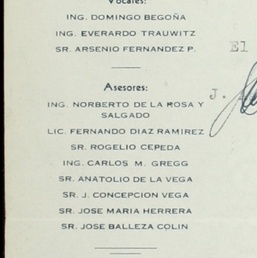 Vocales:
ING. DOMINGO BEGOÑA
ING. EVERARDO TRAUWITZ
SR. ARSENIO FERNANDEZ P.
El
Asesores:
ING. NORBERTO DE LA ROSA Y
SALGADO
J.
LIC. FERNANDO DIAZ RAMIREZ
SR. ROGELIO CEPEDA
ING. CARLOS M. GREGG
SR. ANATOLIO DE LA VEGA
SR. J. CONCEPCION VEGA
SR. JOSE MARIA HERRERA
SR. JOSE BALLEZA COLIN